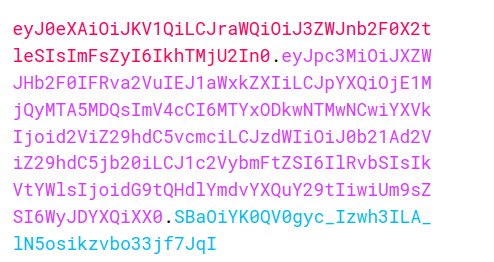 eyJ0eXAiOiJKV1QiLCJraWQiOiJ3ZWJnb2F0X2t
leSIsImFsZyI6IkhTMjU2In0.eyJpc3MiOiJXZW
JHb2F0IFRva2VuIEJ1aWxkZXIiLCJpYXQiOjE1M
jQyMTA5MDQsImV4cCI6MTYxODkwNTMwNCwiYXVk
Ijoid2ViZ29hdC5vcmciLCJzdWIiOiJ0b21Ad2V
iZ29hdC5jb20iLCJ1c2VybmFtZSI6IlRvbSIsIk
VtYWlsIjoidG9tQHdlYmdvYXQuY29tIiwiUm9sZ
SI6WyJDYXQiXX0.SBaOiYK0QV0gyc_Izwh3ILA_
lN5osikzvbo33jf7JqI